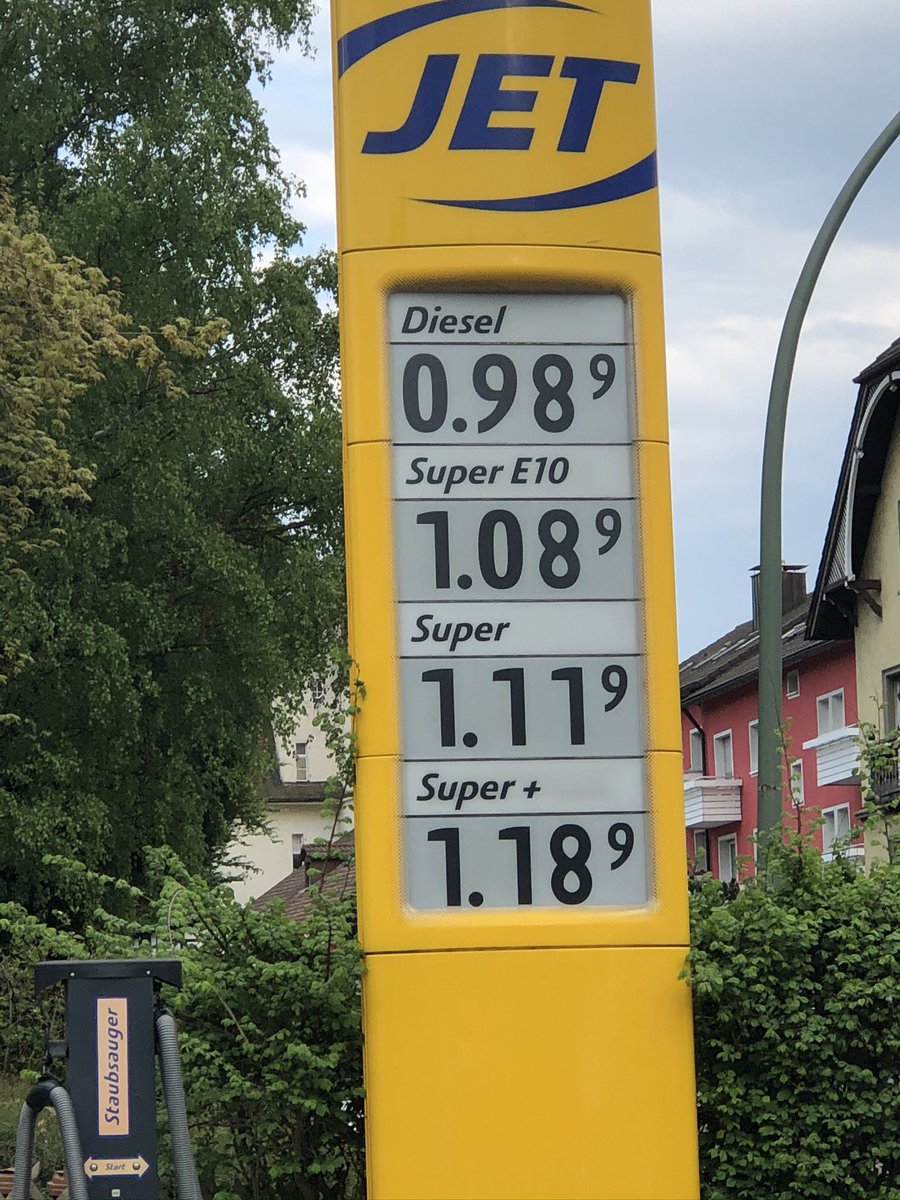 JET
Diesel
0.98⁹
Super E10
1.08⁹
Super
1.11⁹
Super +
1.18⁹
Staubsauger
Start